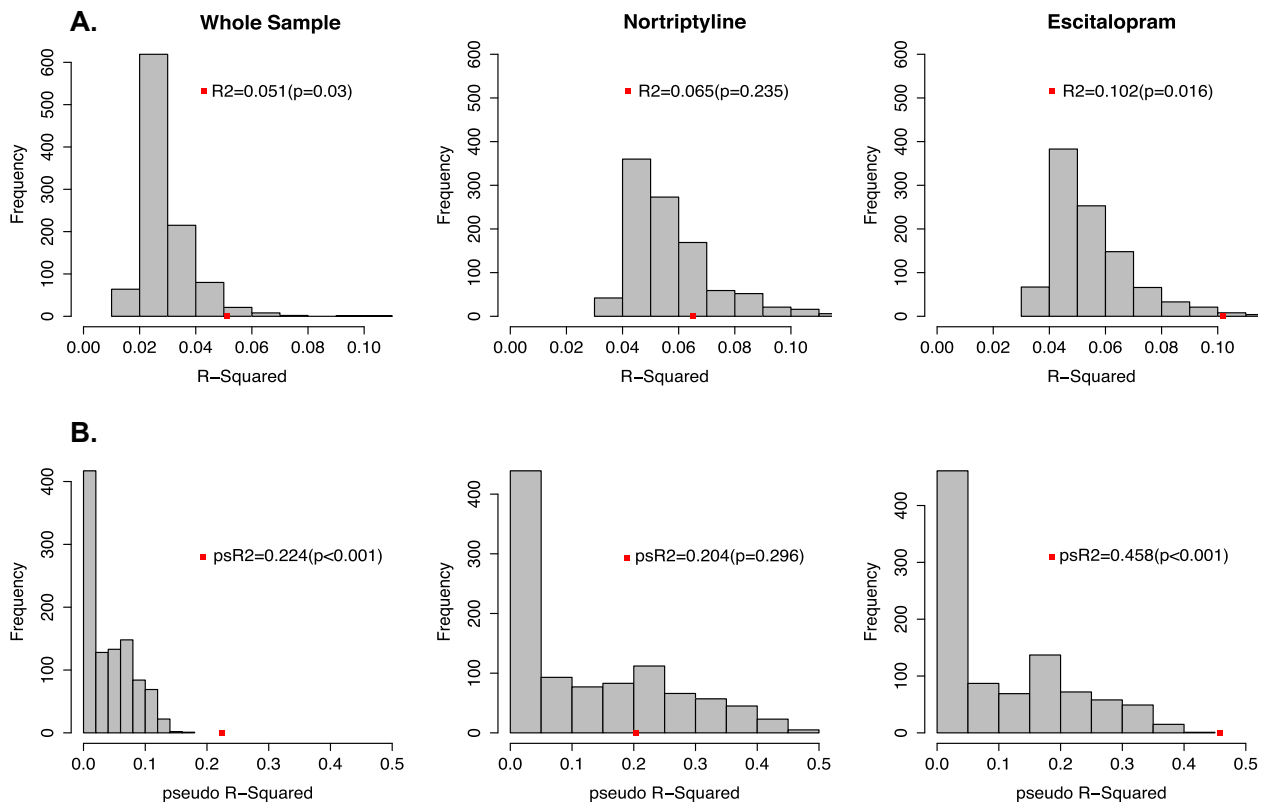 A.
Whole Sample
Nortriptyline
Escitalopram
R2=0.051(p=0.03)
R2=0.065(p=0.235)
R2=0.102(p=0.016)
Frequency
0 100 200 300 400 500 600
0.00 0.02 0.04 0.06 0.08 0.10
R−Squared
Frequency
0 100 200 300 400 500 600
0.00 0.02 0.04 0.06 0.08 0.10
R−Squared
Frequency
0 100 200 300 400 500 600
0.00 0.02 0.04 0.06 0.08 0.10
R−Squared
B.
psR2=0.224(p<0.001)
psR2=0.204(p=0.296)
psR2=0.458(p<0.001)
Frequency
0 100 200 300 400
0.0 0.1 0.2 0.3 0.4 0.5
pseudo R−Squared
Frequency
0 100 200 300 400
0.0 0.1 0.2 0.3 0.4 0.5
pseudo R−Squared
Frequency
0 100 200 300 400
0.0 0.1 0.2 0.3 0.4 0.5
pseudo R−Squared